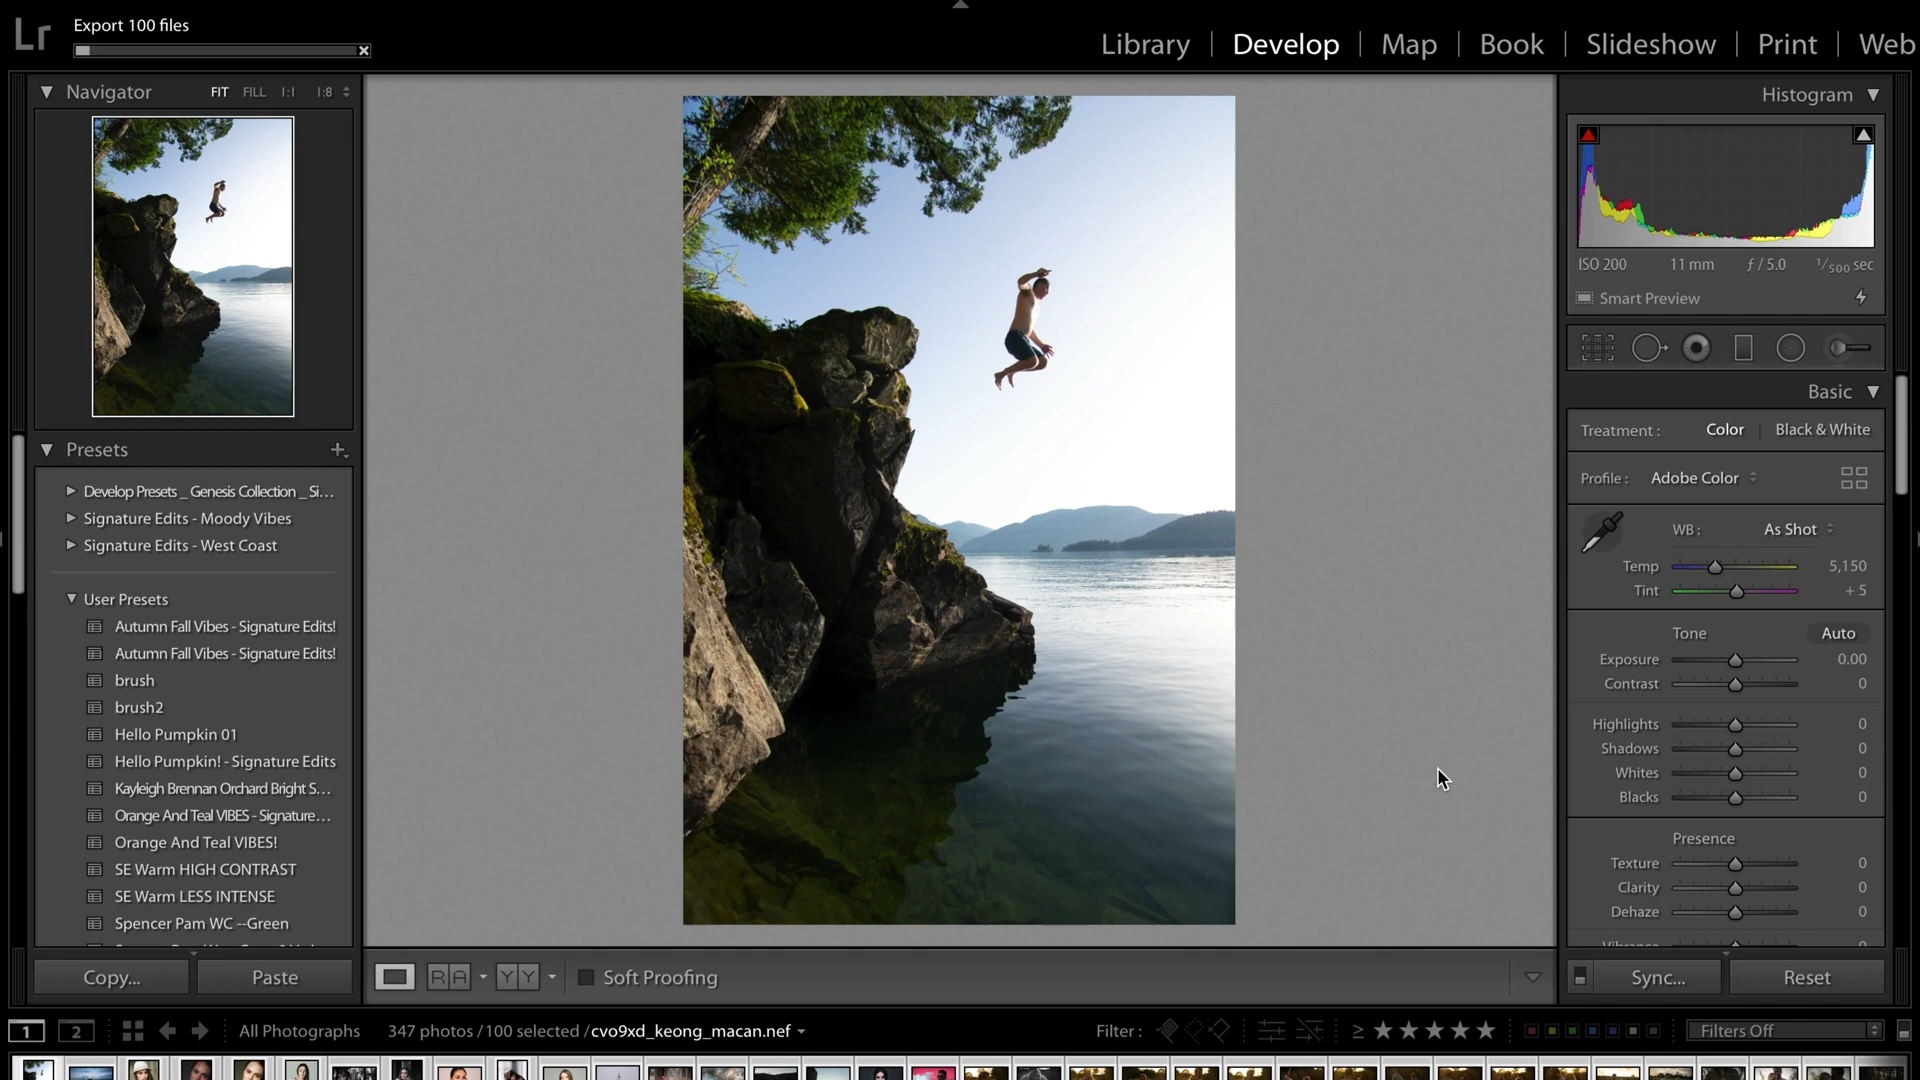 Lr
Export 100 files
Library
Develop
Map
Book
Slideshow
Print
Web
Navigator
FIT
FILL
1:1
1:8
Presets
Develop Presets _ Genesis Collection _ Si...
Signature Edits - Moody Vibes
Signature Edits - West Coast
User Presets
Autumn Fall Vibes - Signature Edits!
Autumn Fall Vibes - Signature Edits!
brush
brush2
Hello Pumpkin 01
Hello Pumpkin! - Signature Edits
Kayleigh Brennan Orchard Bright S...
Orange And Teal VIBES - Signature...
Orange And Teal VIBES!
SE Warm HIGH CONTRAST
SE Warm LESS INTENSE
Spencer Pam WC --Green
Copy...
Paste
R A
Y Y
Soft Proofing
Histogram
ISO 200
11 mm
ƒ / 5.0
1/500 sec
Smart Preview
Basic
Treatment :
Color
Black & White
Profile :
Adobe Color
WB :
As Shot
Temp
5,150
Tint
+ 5
Tone
Auto
Exposure
0.00
Contrast
0
Highlights
0
Shadows
0
Whites
0
Blacks
0
Presence
Texture
0
Clarity
0
Dehaze
0
Sync...
Reset
1
2
All Photographs
347 photos / 100 selected / cvo9xd_keong_macan.nef
Filter :
≥
Filters Off